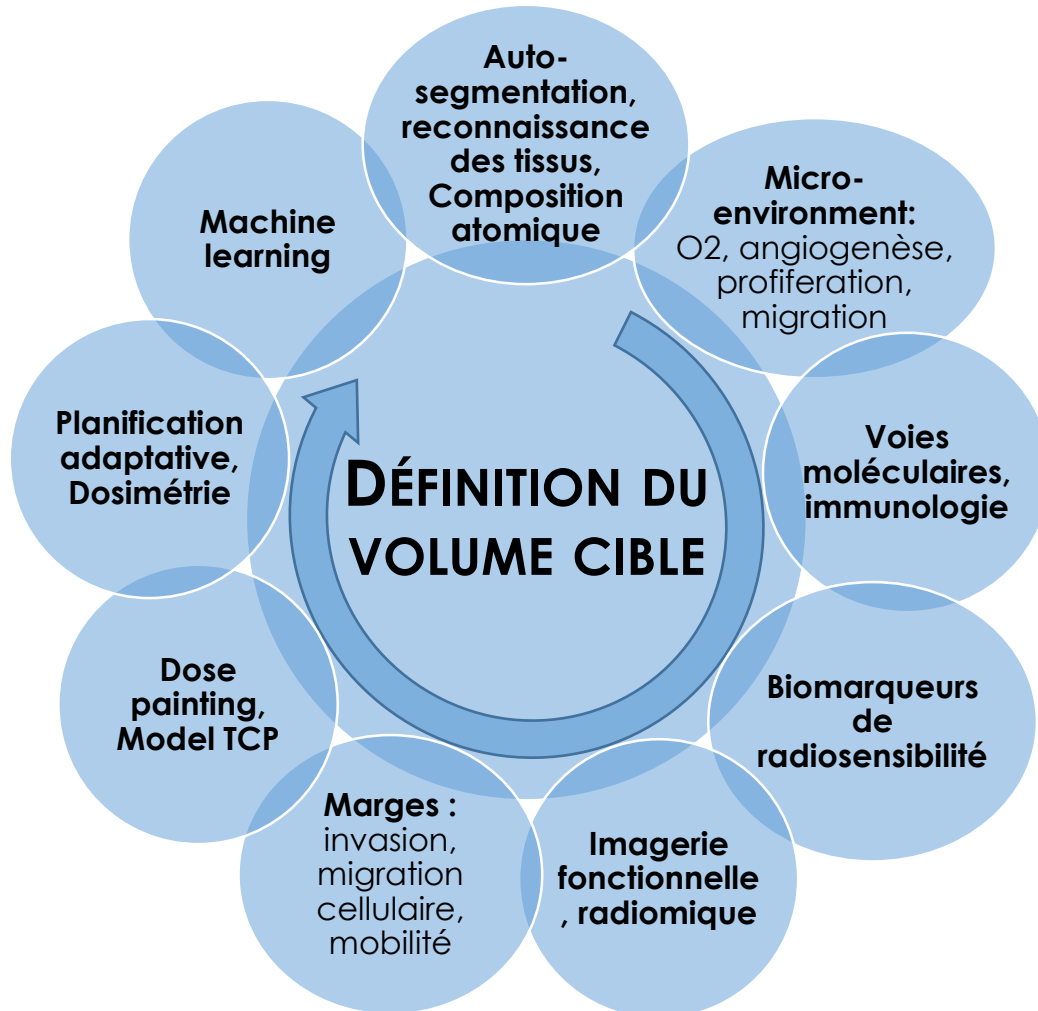 Auto-
segmentation,
reconnaissance
des tissus,
Composition
atomique
Micro-
environment:
O2, angiogenèse,
profiferation,
migration
Voies
moléculaires,
immunologie
Biomarqueurs
de
radiosensibilité
Imagerie
fonctionnelle
, radiomique
Marges :
invasion,
migration
cellulaire,
mobilité
Dose
painting,
Model TCP
Planification
adaptative,
Dosimétrie
Machine
learning
DÉFINITION DU
VOLUME CIBLE